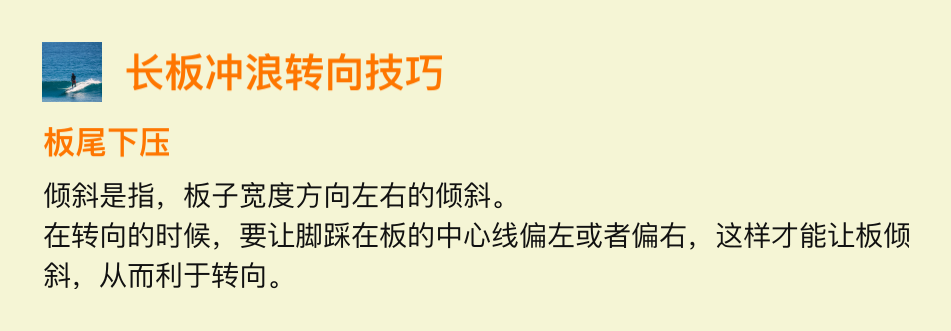 长板冲浪转向技巧
板尾下压
倾斜是指，板子宽度方向左右的倾斜。
在转向的时候，要让脚踩在板的中心线偏左或者偏右，这样才能让板倾
斜，从而利于转向。